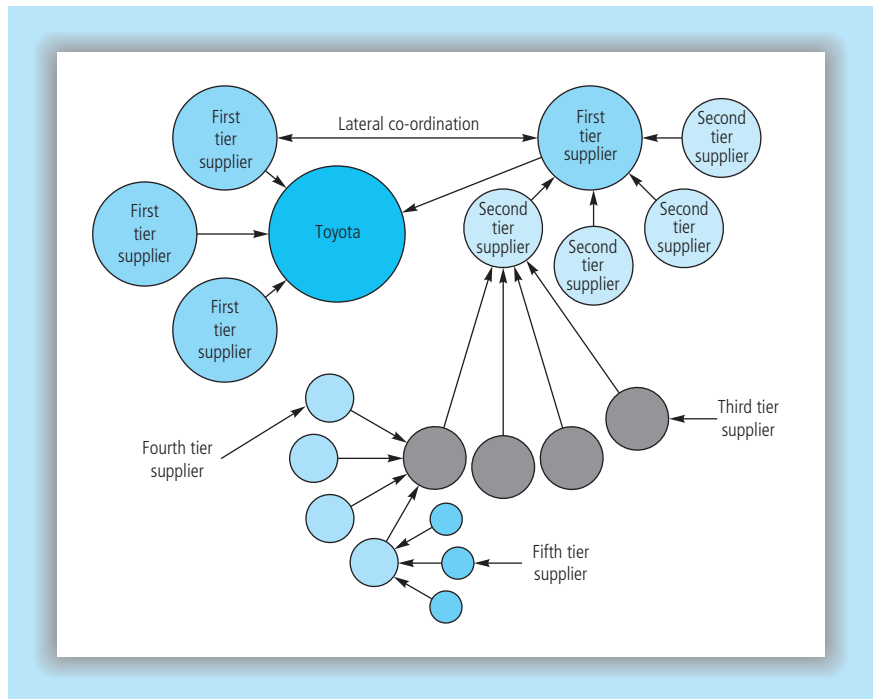 First
tier
supplier
Lateral co-ordination
First
tier
supplier
Second
tier
supplier
First
tier
supplier
Toyota
Second
tier
supplier
Second
tier
supplier
Second
tier
supplier
First
tier
supplier
Third tier
supplier
Fourth tier
supplier
Fifth tier
supplier